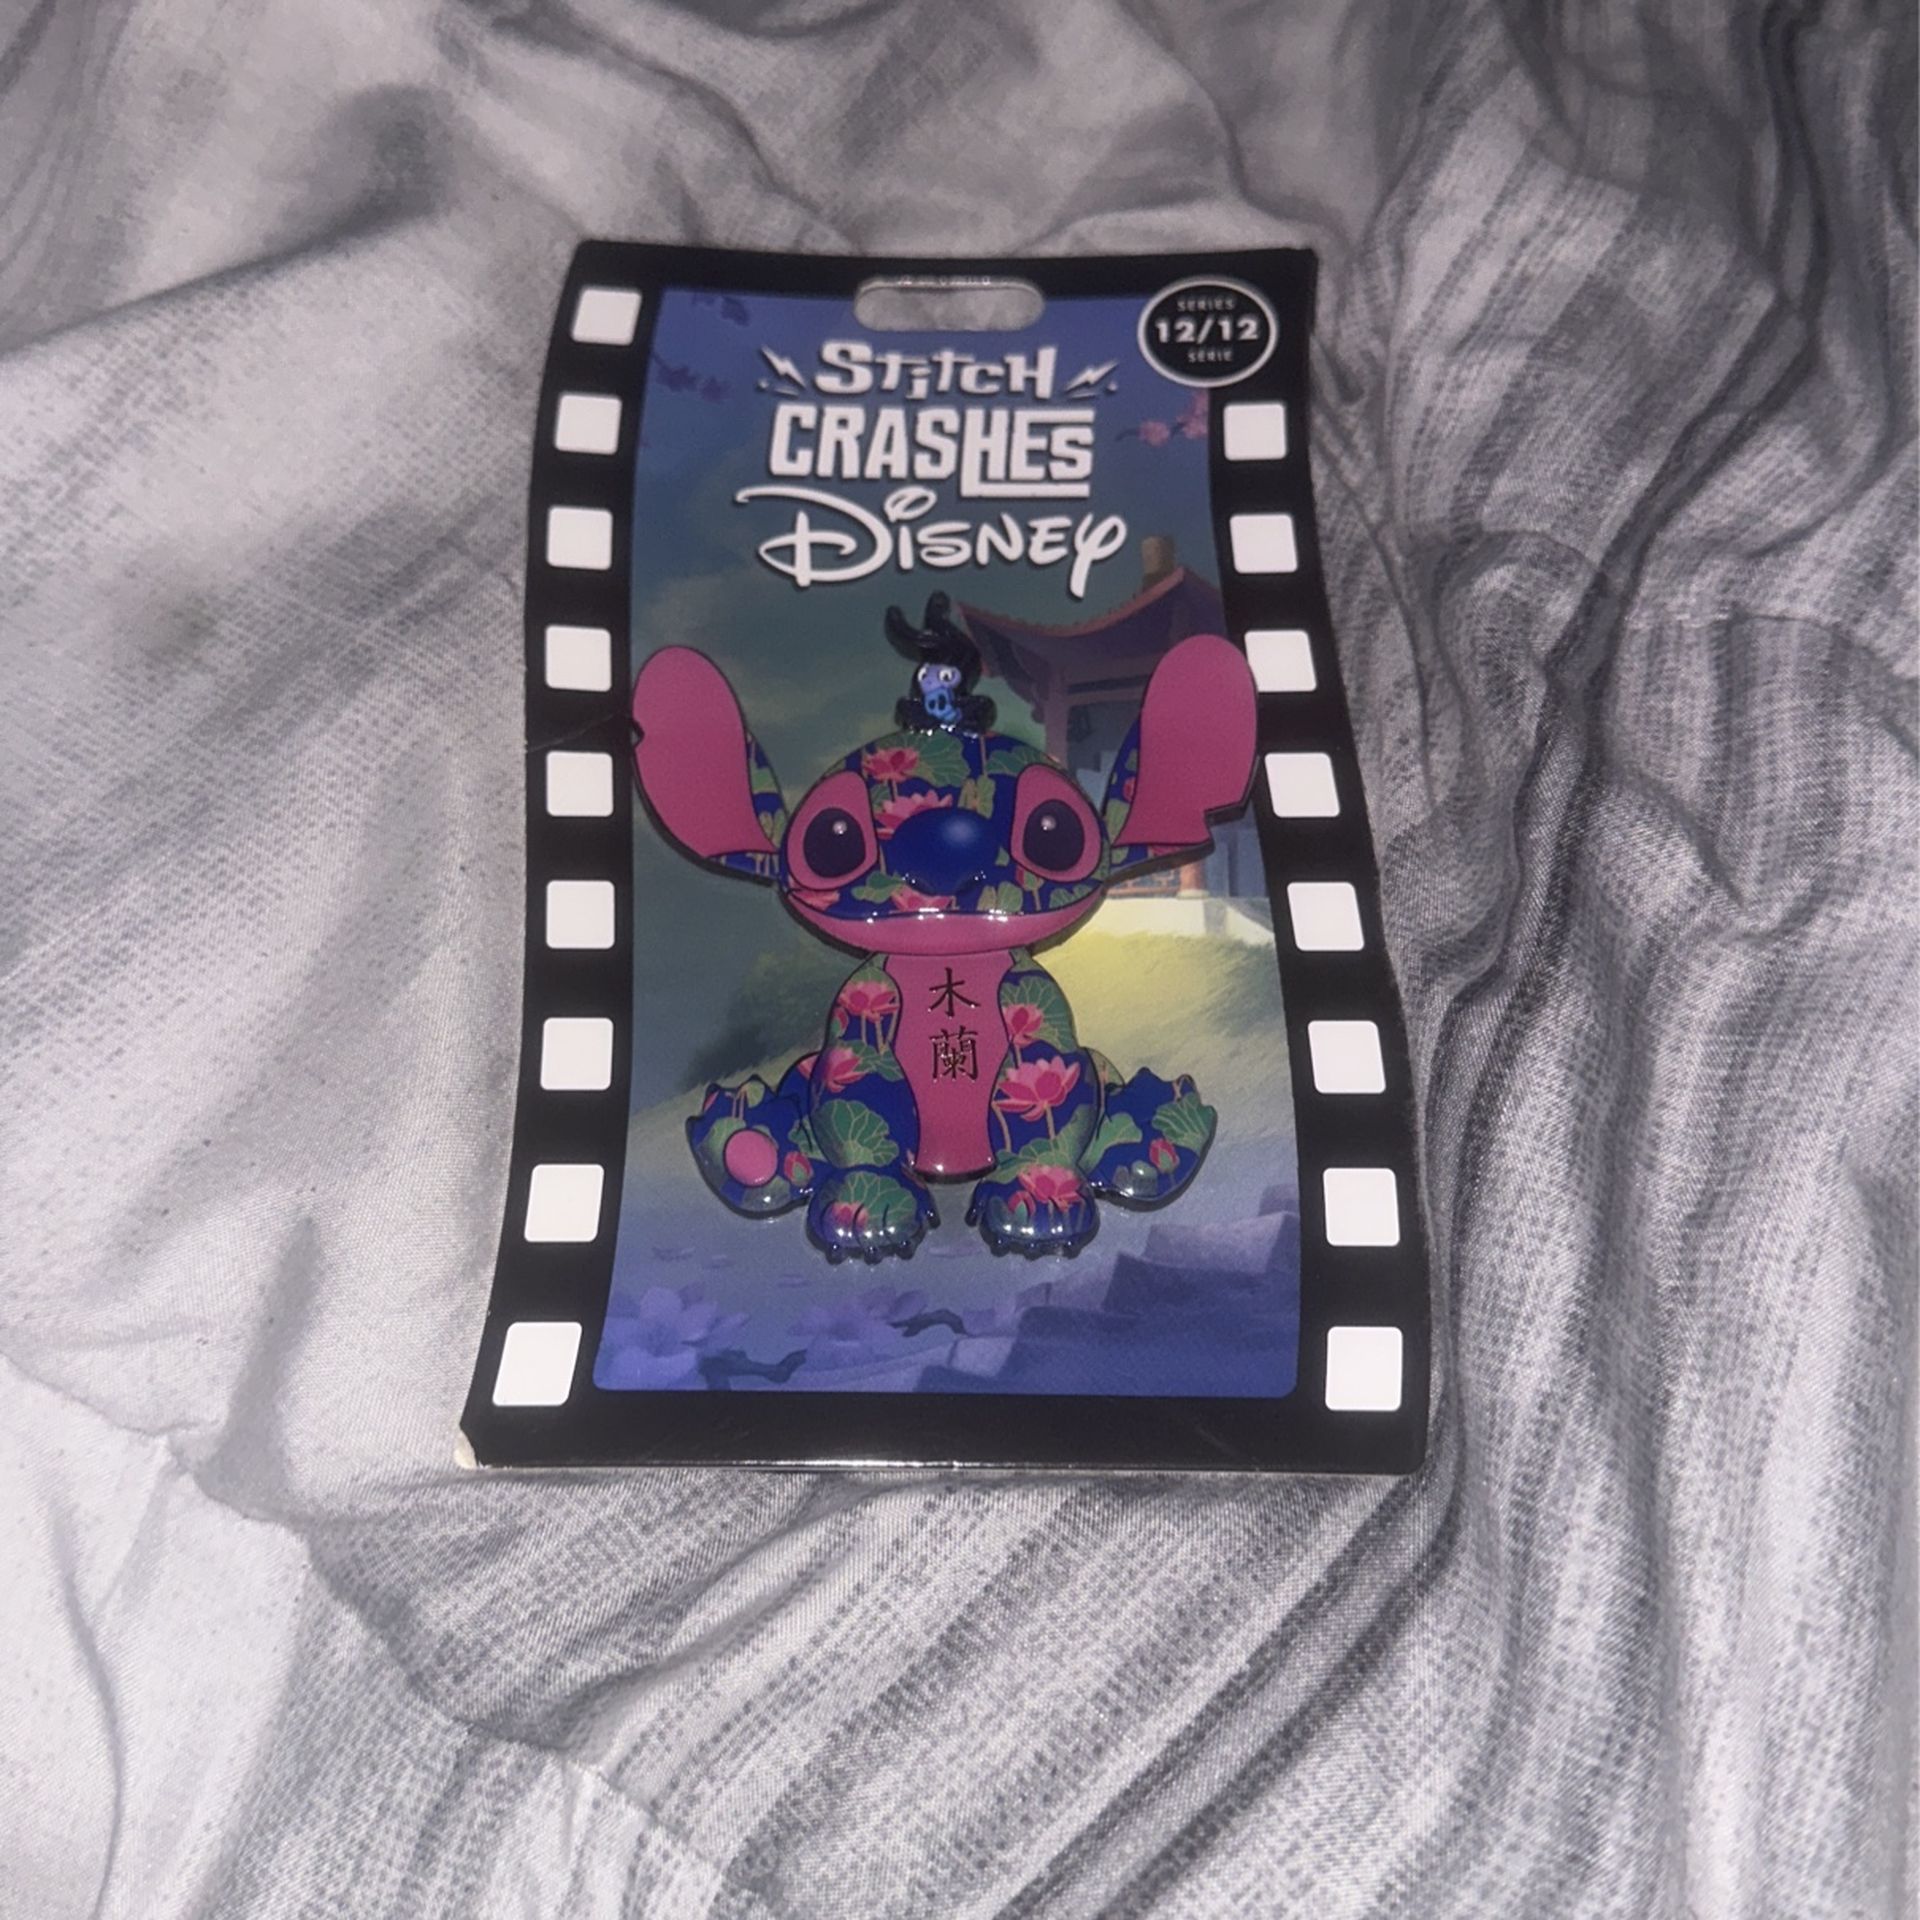 SERIES
12/12
SERIE
STITCH
CRASHES
DISNEY
木
蘭